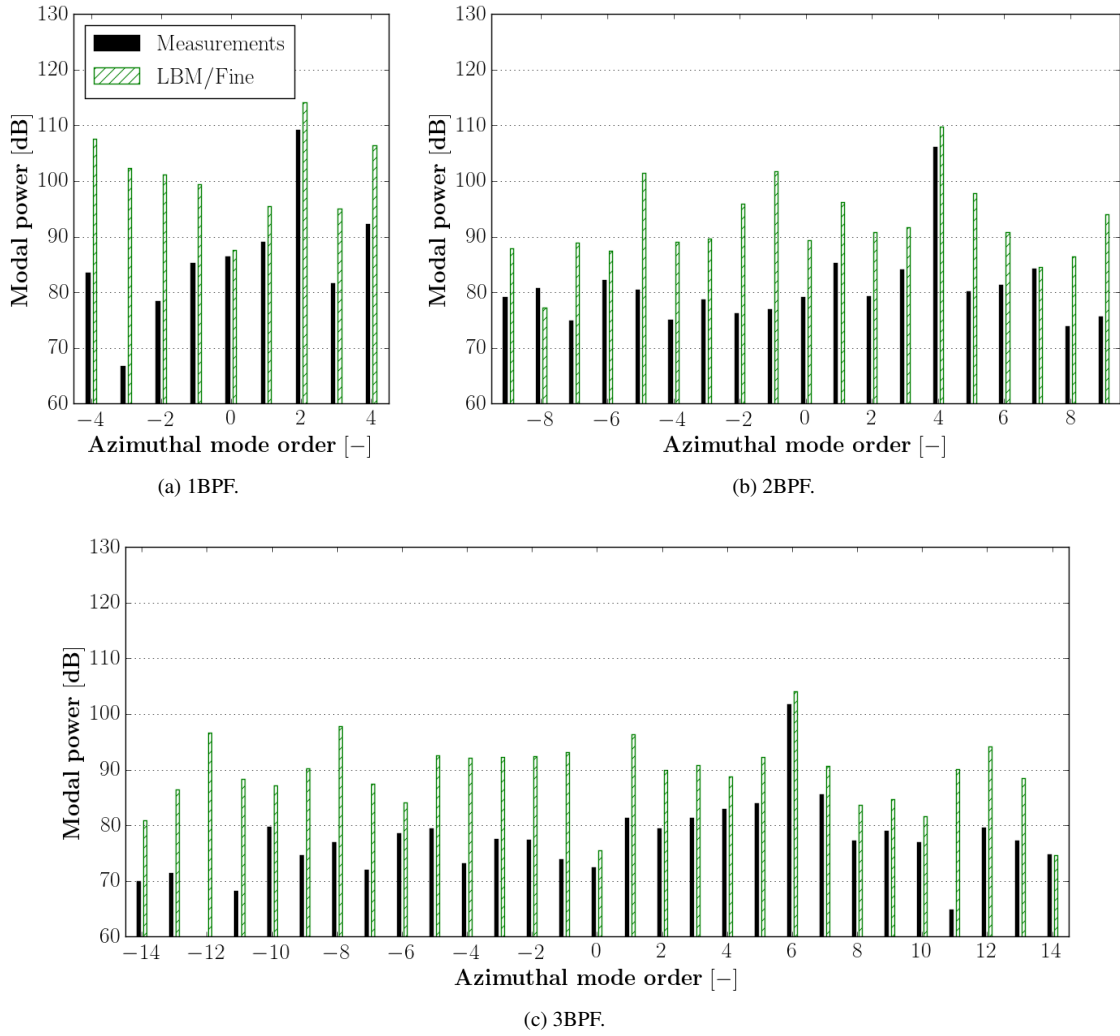 130
120
110
100
90
80
70
60
Modal power [dB]
Measurements
LBM/Fine
−4 −2 0 2 4
Azimuthal mode order [−]
(a) 1BPF.
130
120
110
100
90
80
70
60
Modal power [dB]
−8 −6 −4 −2 0 2 4 6 8
Azimuthal mode order [−]
(b) 2BPF.
130
120
110
100
90
80
70
60
Modal power [dB]
−14 −12 −10 −8 −6 −4 −2 0 2 4 6 8 10 12 14
Azimuthal mode order [−]
(c) 3BPF.